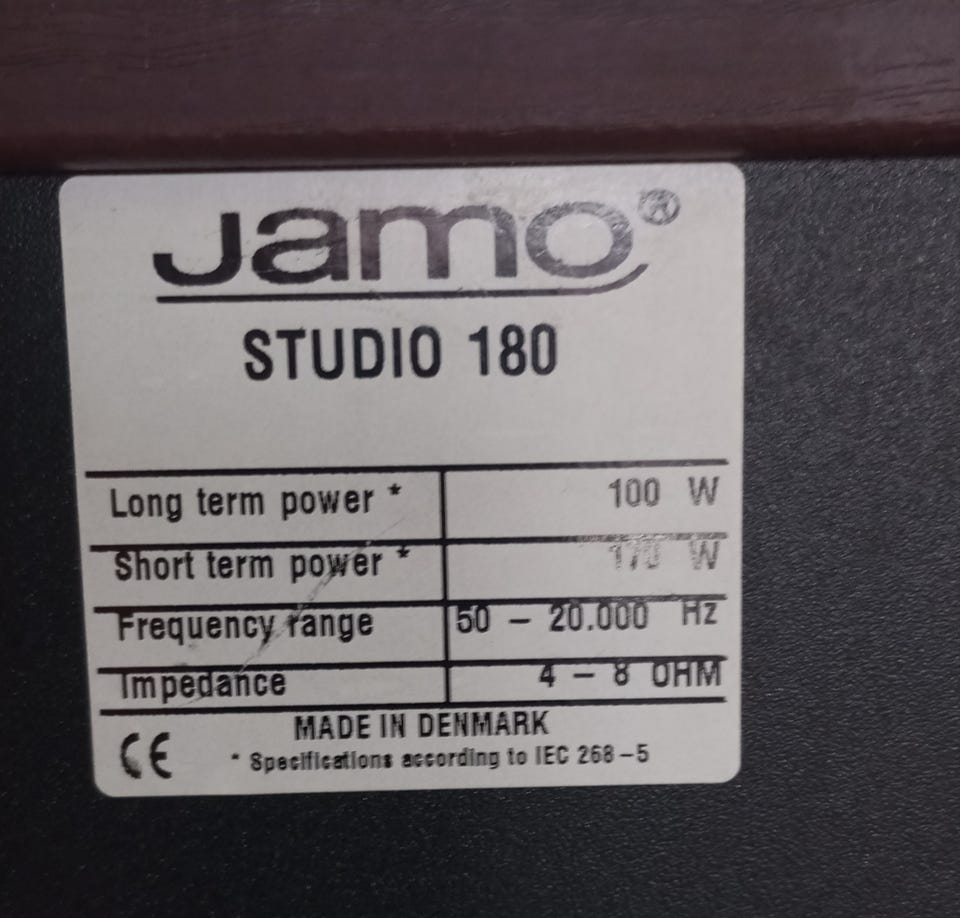 Jamo®
STUDIO 180
Long term power * 100 W
Short term power * 170 W
Frequency range 50 – 20.000 Hz
Impedance 4 – 8 OHM
MADE IN DENMARK
CE * Specifications according to IEC 268–5